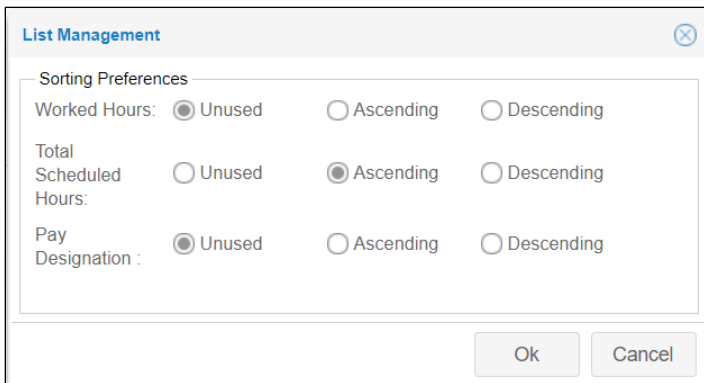 List Management
Sorting Preferences
Worked Hours: Unused Ascending Descending
Total
Scheduled Unused Ascending Descending
Hours:
Pay
Designation : Unused Ascending Descending
Ok Cancel